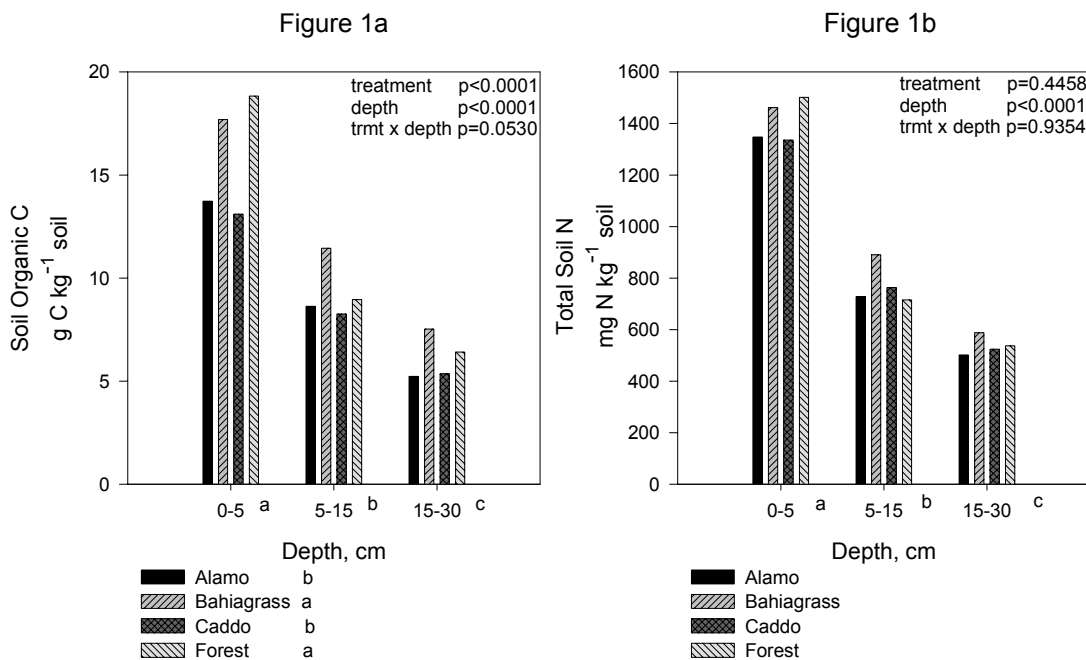 Figure 1a
treatment p<0.0001
depth p<0.0001
trmt x depth p=0.0530
Soil Organic C
g C kg⁻¹ soil
20
15
10
5
0
0-5 a 5-15 b 15-30 c
Depth, cm
Alamo b
Bahiagrass a
Caddo b
Forest a
Figure 1b
treatment p=0.4458
depth p<0.0001
trmt x depth p=0.9354
Total Soil N
mg N kg⁻¹ soil
1600
1400
1200
1000
800
600
400
200
0
0-5 a 5-15 b 15-30 c
Depth, cm
Alamo
Bahiagrass
Caddo
Forest